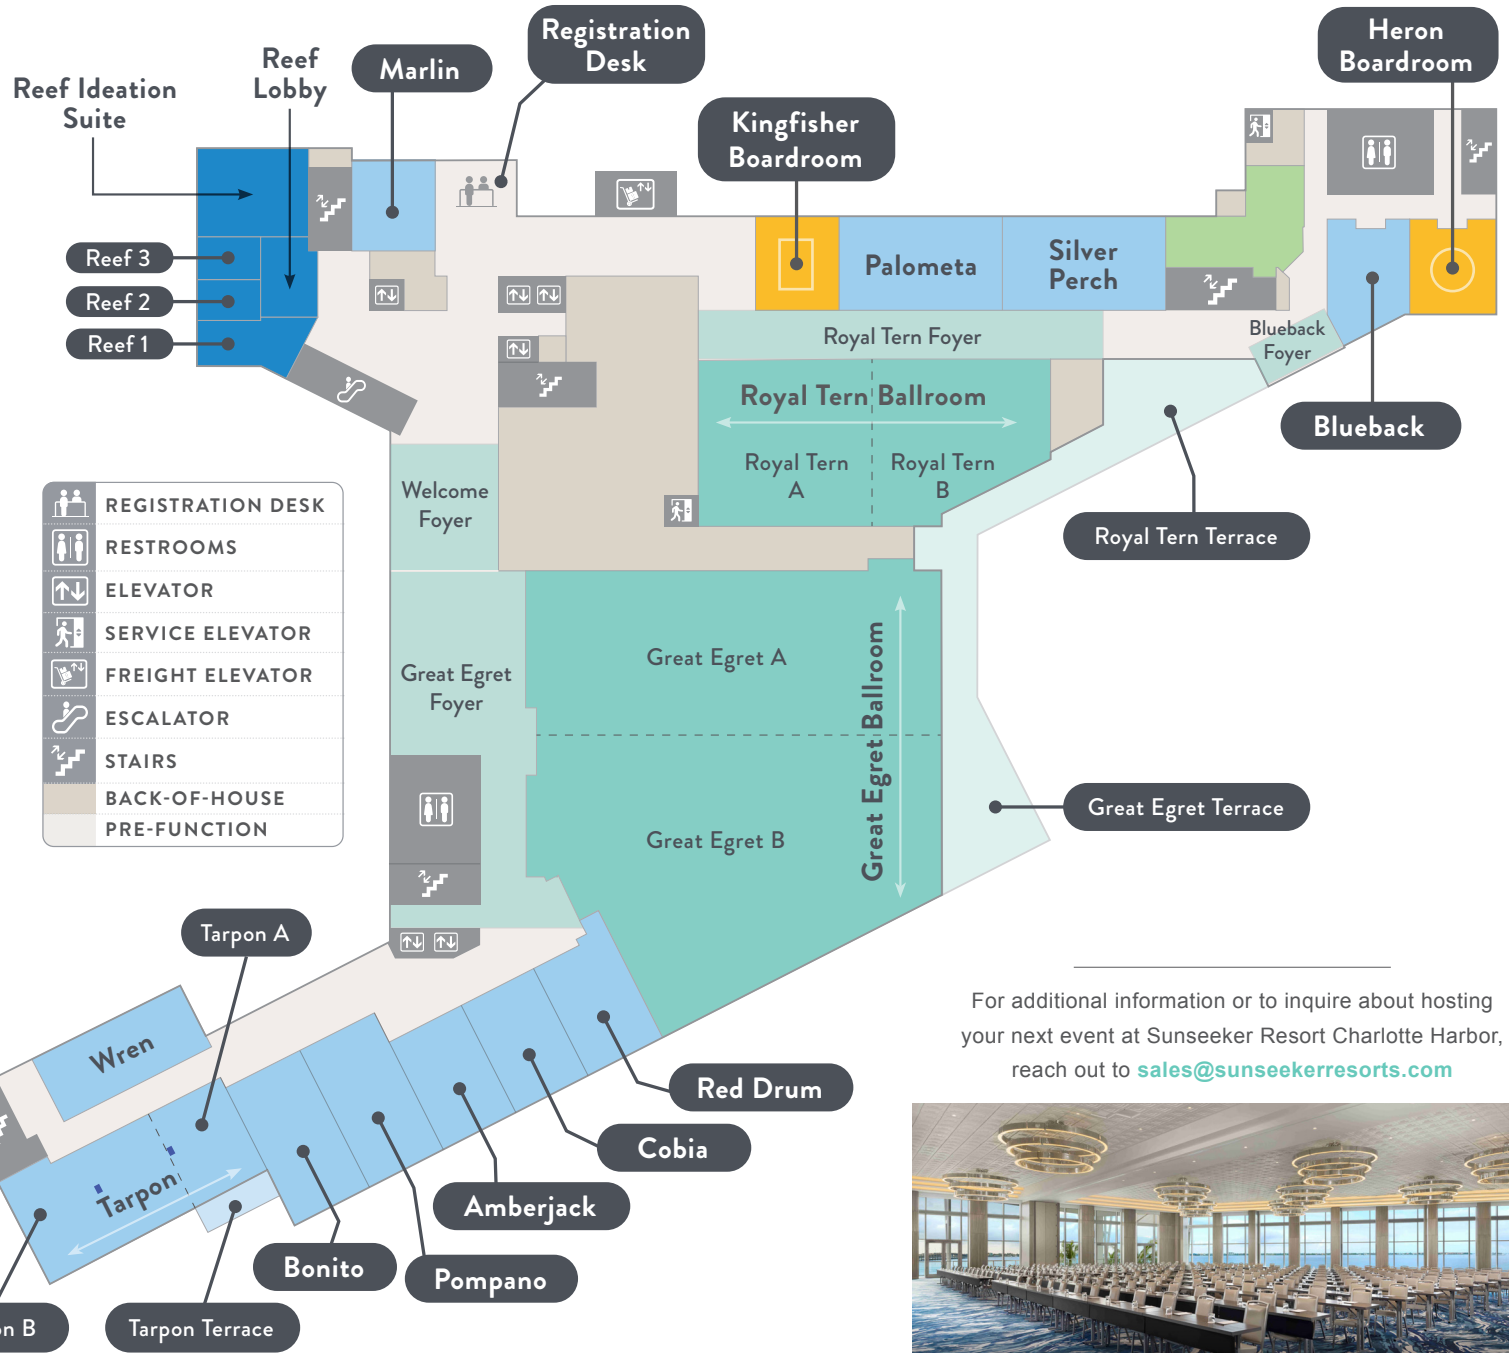 Registration
Desk
Heron
Boardroom
Reef
Lobby
Marlin
Reef Ideation
Suite
Kingfisher
Boardroom
Reef 3
Reef 2
Reef 1
Palometa
Silver
Perch
Royal Tern Foyer
Blueback
Foyer
Royal Tern Ballroom
Blueback
Royal Tern
A
Royal Tern
B
Welcome
Foyer
Royal Tern Terrace
REGISTRATION DESK
RESTROOMS
ELEVATOR
SERVICE ELEVATOR
FREIGHT ELEVATOR
ESCALATOR
STAIRS
BACK-OF-HOUSE
PRE-FUNCTION
Great Egret
Foyer
Great Egret A
Great Egret Ballroom
Great Egret B
Great Egret Terrace
Tarpon A
Wren
Red Drum
Cobia
Amberjack
Tarpon
Bonito
Pompano
on B
Tarpon Terrace
For additional information or to inquire about hosting
your next event at Sunseeker Resort Charlotte Harbor,
reach out to sales@sunseekerresorts.com